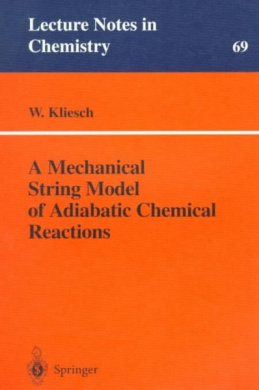 Lecture Notes in
Chemistry
69
W. Kliesch
A Mechanical
String Model
of Adiabatic Chemical
Reactions
Springer